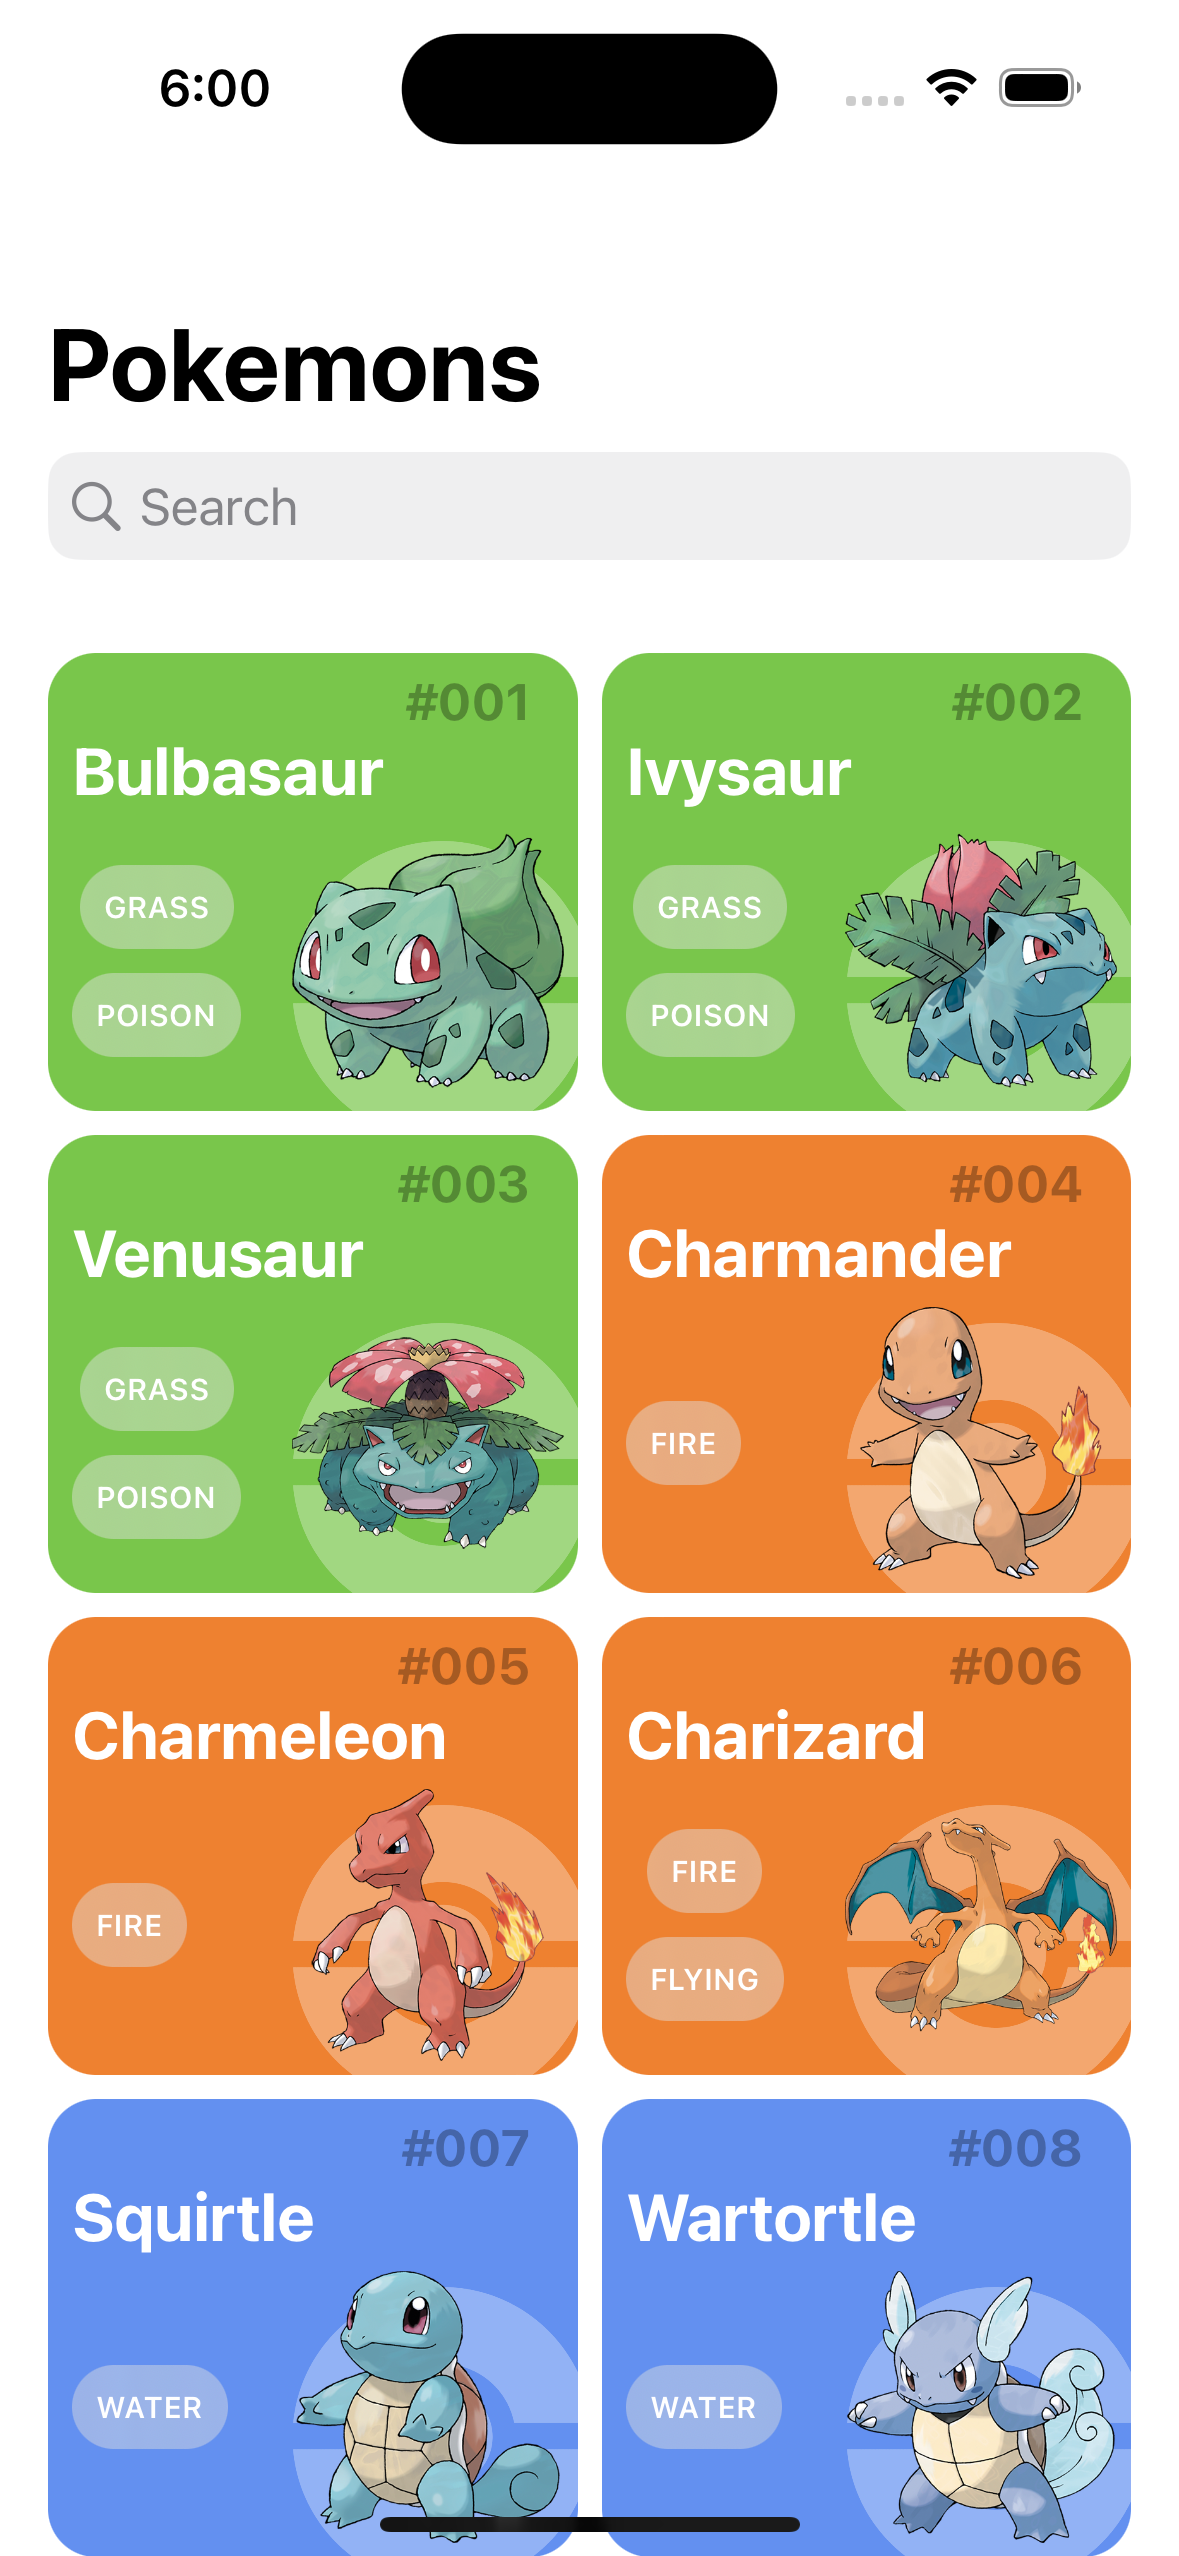 6:00
Pokemons
Search
#001
Bulbasaur
GRASS
POISON
#002
Ivysaur
GRASS
POISON
#003
Venusaur
GRASS
POISON
#004
Charmander
FIRE
#005
Charmeleon
FIRE
#006
Charizard
FIRE
FLYING
#007
Squirtle
WATER
#008
Wartortle
WATER